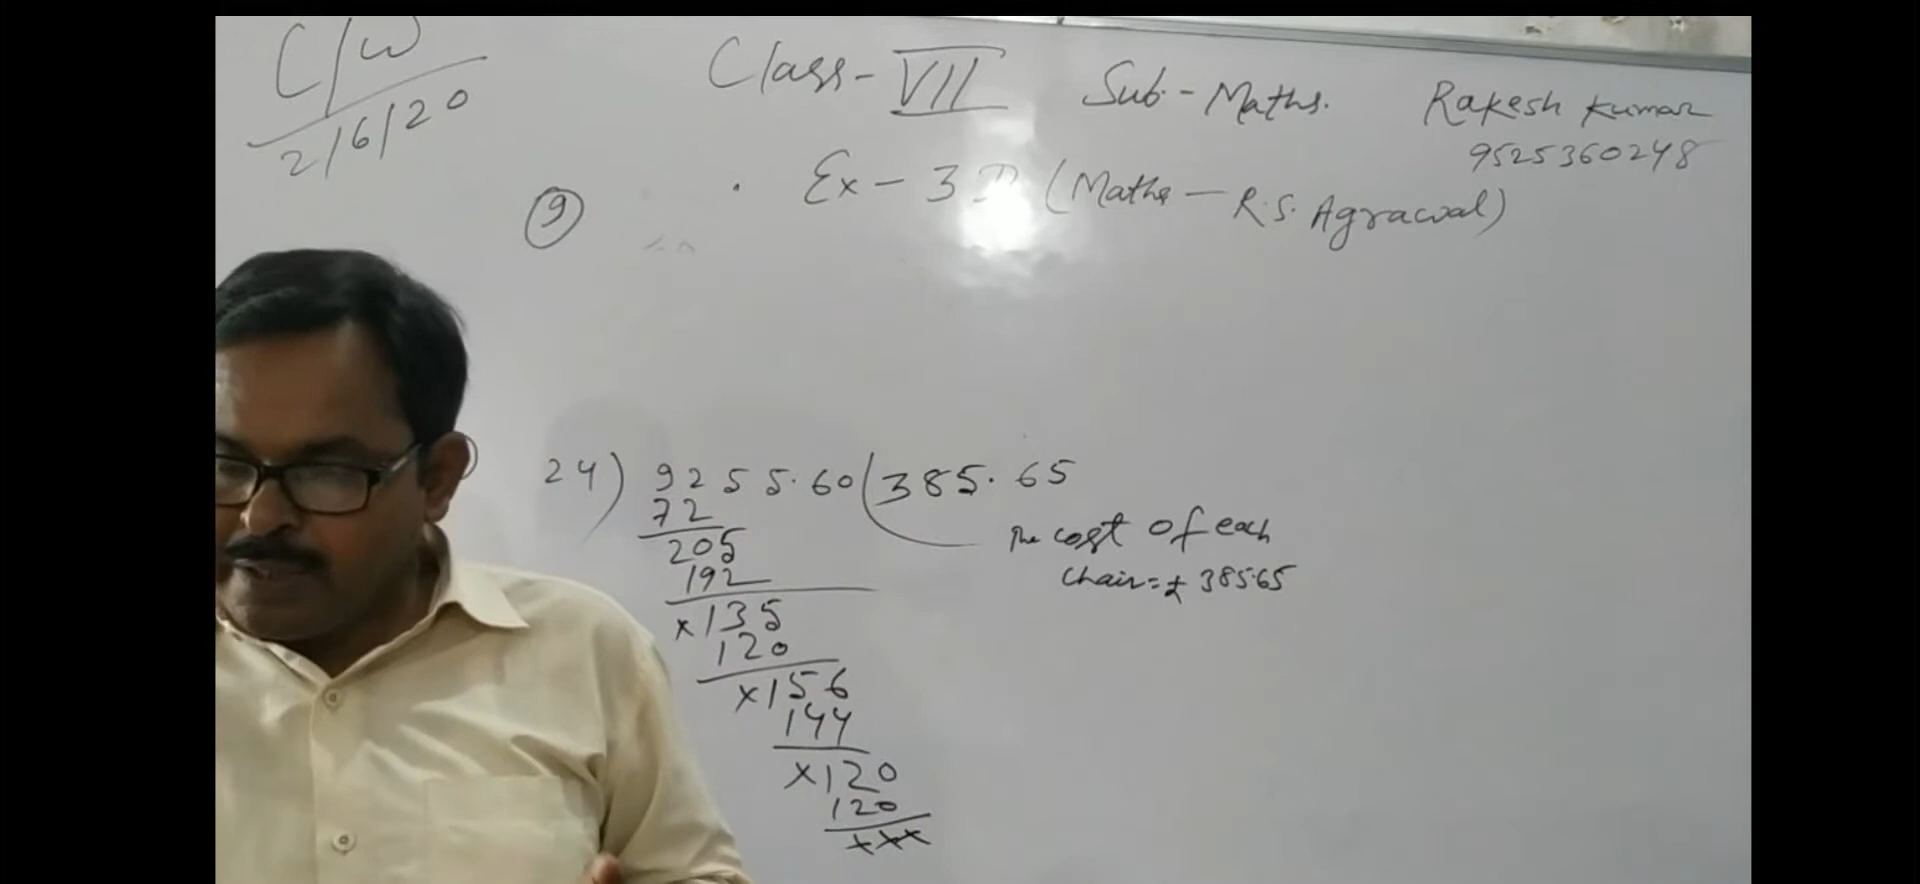 C/W
2/6/20
Class-VII Sub-Maths. Rakesh Kumar
9525360248
Ex-3D (Maths-R.S. Agrawal)
9
24) 9255.60 (385.65
72
205
192
x135
120
x156
144
x120
120
xxx
The cost of each
chair=₹ 385.65